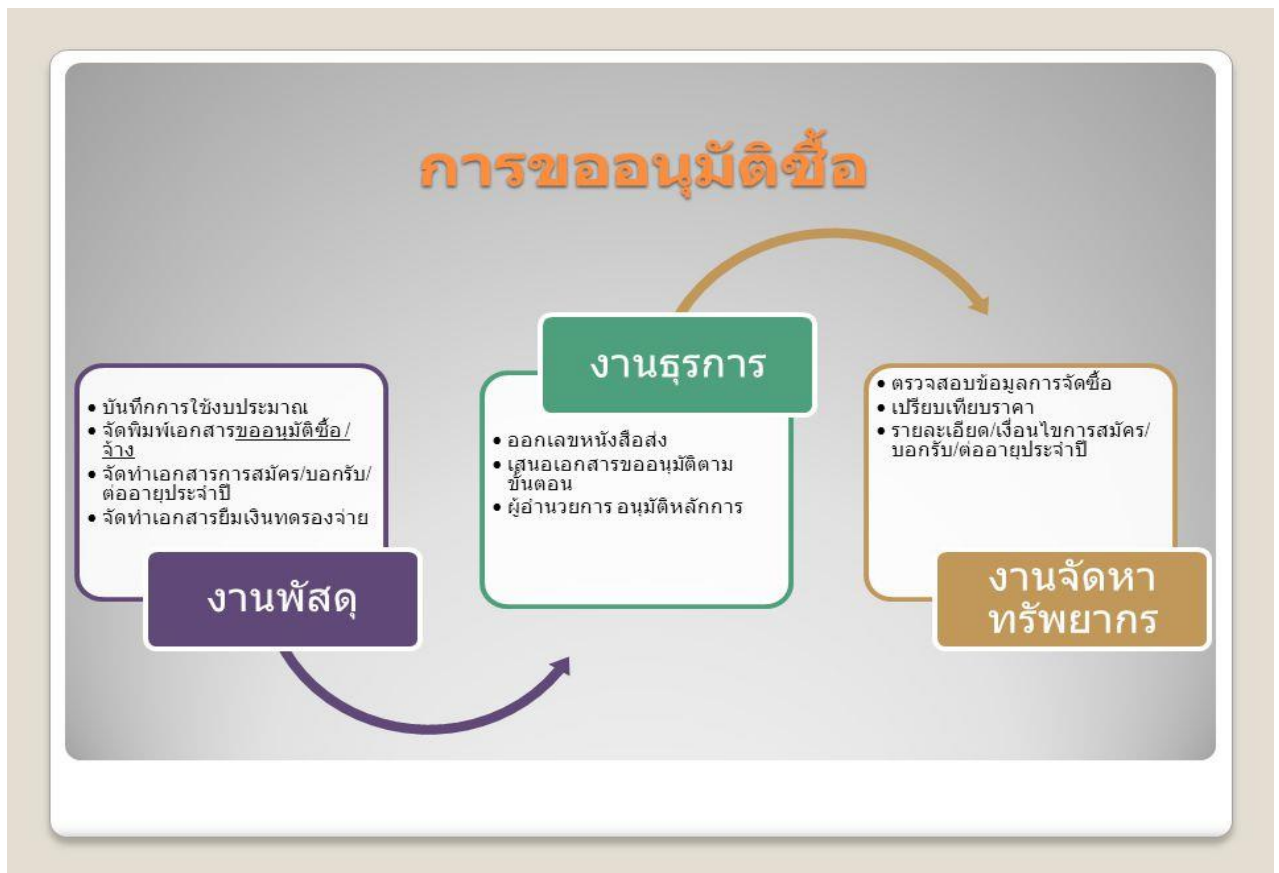 การขออนุมัติซื้อ
• บันทึกการใช้งบประมาณ
• จัดพิมพ์เอกสารขออนุมัติซื้อ/
จ้าง
• จัดทำเอกสารการสมัคร/บอกรับ/
ต่ออายุประจำปี
• จัดทำเอกสารยืมเงินทดรองจ่าย
งานพัสดุ
งานธุรการ
• ออกเลขหนังสือส่ง
• เสนอเอกสารขออนุมัติตาม
ขั้นตอน
• ผู้อำนวยการ อนุมัติหลักการ
• ตรวจสอบข้อมูลการจัดซื้อ
• เปรียบเทียบราคา
• รายละเอียด/เงื่อนไขการสมัคร/
บอกรับ/ต่ออายุประจำปี
งานจัดหา
ทรัพยากร